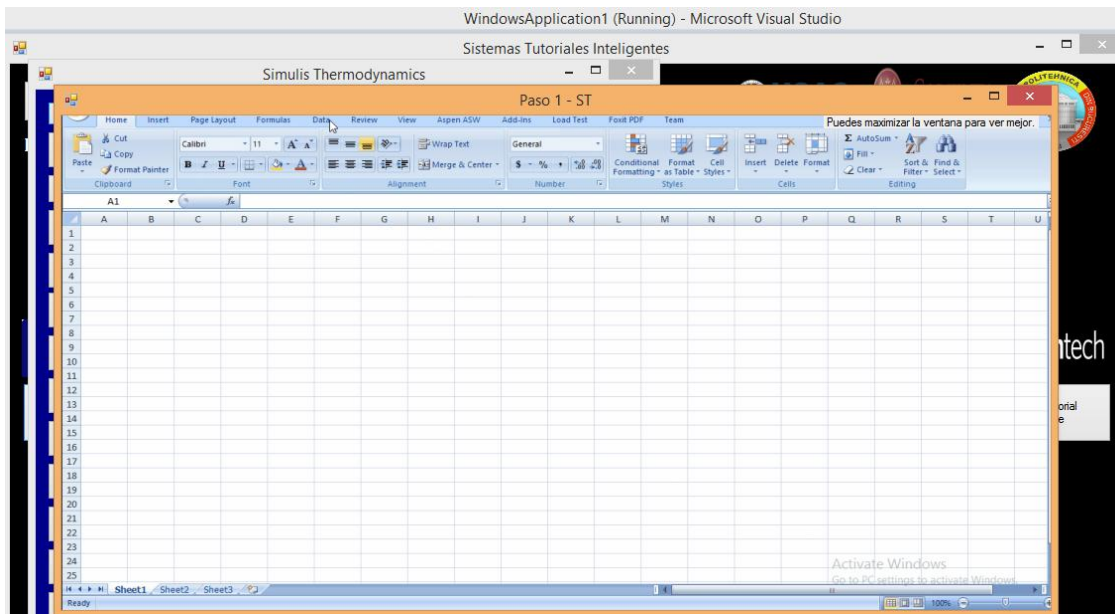 WindowsApplication1 (Running) - Microsoft Visual Studio
Sistemas Tutoriales Inteligentes
Simulis Thermodynamics
Paso 1 - ST
Home Insert Page Layout Formulas Data Review View Aspen ASW Add-Ins Load Test Foxit PDF Team
Puedes maximizar la ventana para ver mejor.
Paste
Cut
Copy
Format Painter
Clipboard
Calibri 11 A A
B I U A
Font
Wrap Text
Merge & Center
Alignment
General
$ % , .0 .00
Number
Conditional Formatting
Format as Table
Cell Styles
Styles
Insert Delete Format
Cells
Σ AutoSum
Fill
Clear
Sort & Filter
Find & Select
Editing
A1 fx
A B C D E F G H I J K L M N O P Q R S T U
1
2
3
4
5
6
7
8
9
10
11
12
13
14
15
16
17
18
19
20
21
22
23
24
25
POLITEHNICA
ntech
orial
e
Activate Windows
Go to PC settings to activate Windows.
Sheet1 Sheet2 Sheet3
Ready
100%